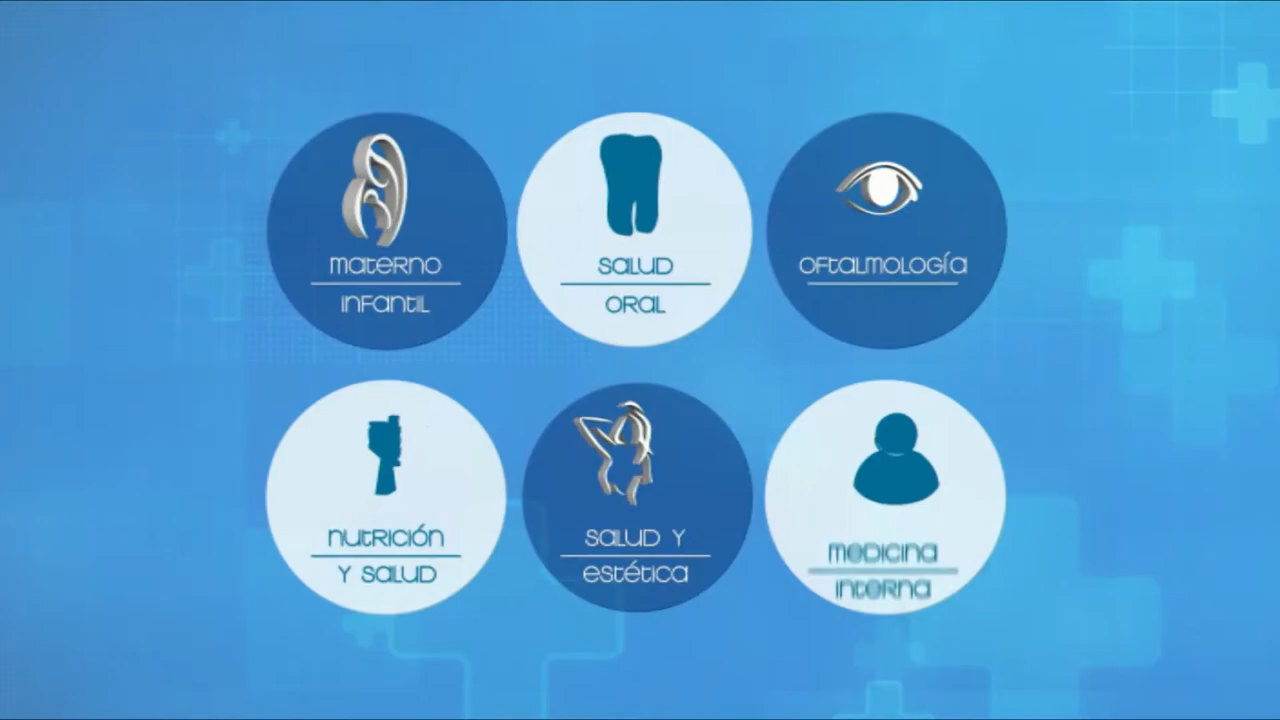 MATERNO
INFANTIL
SALUD
ORAL
OFTALMOLOGÍA
NUTRICIÓN
Y SALUD
SALUD Y
ESTÉTICA
MEDICINA
INTERNA